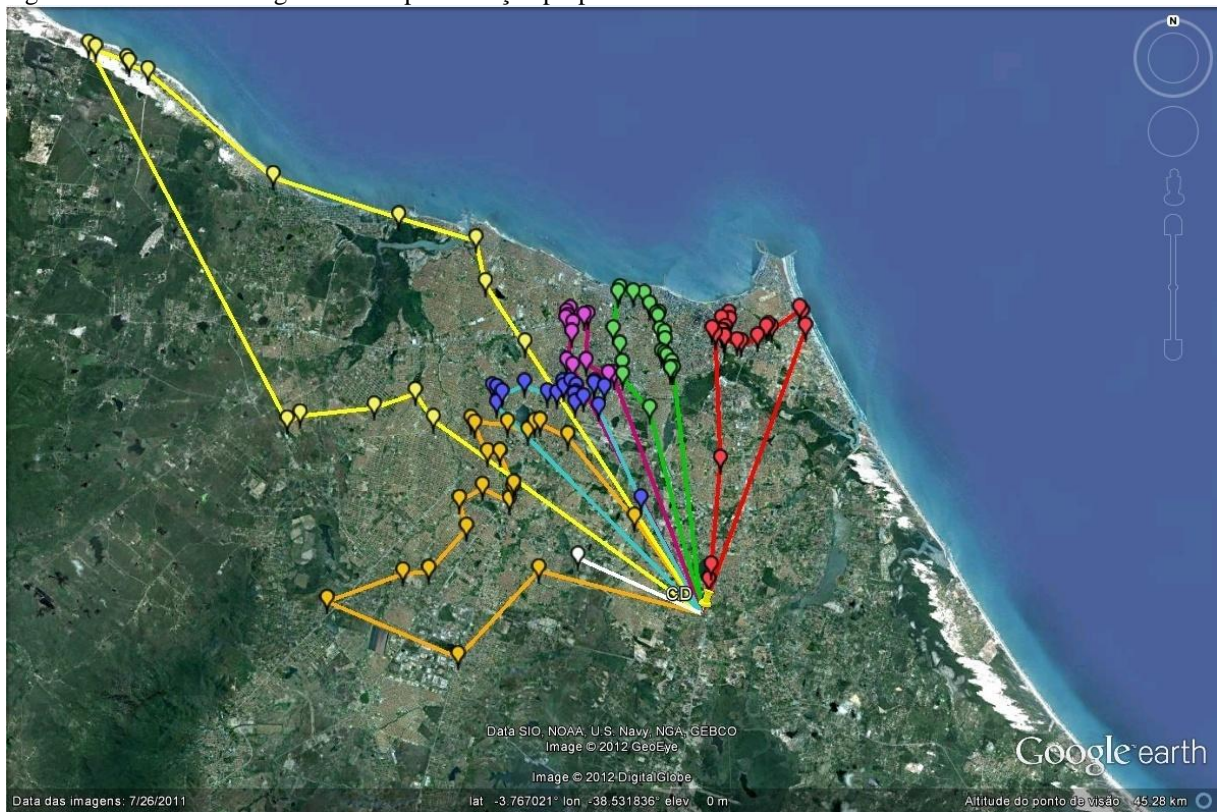 N
CD
Data SIO, NOAA, U.S. Navy, NGA, GEBCO
Image © 2012 GeoEye
Image © 2012 DigitalGlobe
Google earth
Data das imagens: 7/26/2011 lat -3.767021° lon -38.531836° elev 0 m Altitude do ponto de visão 45.28 km